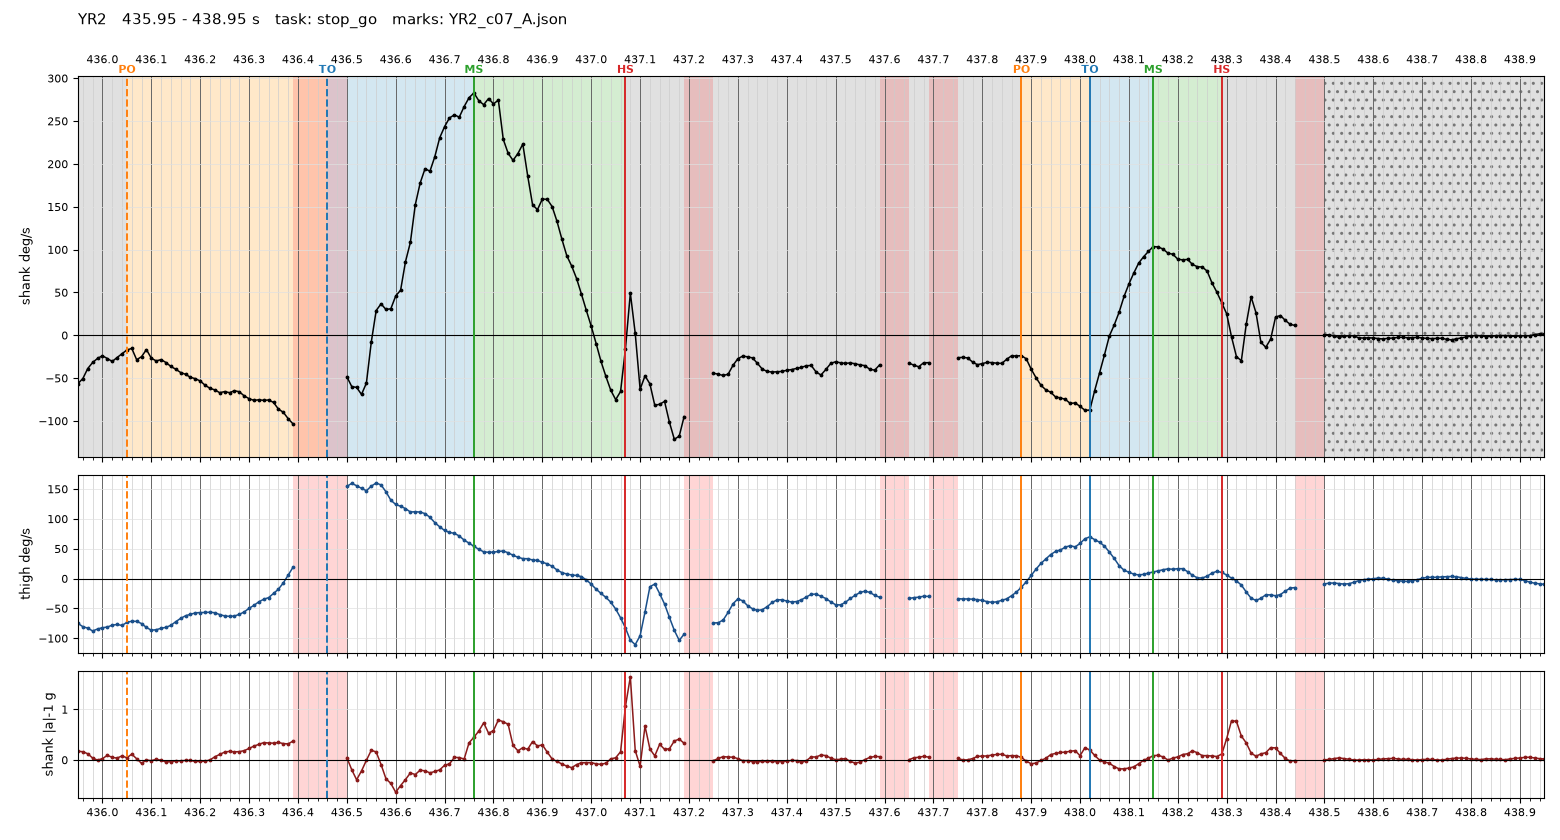 YR2   435.95 - 438.95 s   task: stop_go   marks: YR2_c07_A.json
436.0 436.1 436.2 436.3 436.4 436.5 436.6 436.7 436.8 436.9 437.0 437.1 437.2 437.3 437.4 437.5 437.6 437.7 437.8 437.9 438.0 438.1 438.2 438.3 438.4 438.5 438.6 438.7 438.8 438.9
PO TO MS HS PO TO MS HS
shank deg/s
300
250
200
150
100
50
0
−50
−100
thigh deg/s
150
100
50
0
−50
−100
shank |a|-1 g
1
0
436.0 436.1 436.2 436.3 436.4 436.5 436.6 436.7 436.8 436.9 437.0 437.1 437.2 437.3 437.4 437.5 437.6 437.7 437.8 437.9 438.0 438.1 438.2 438.3 438.4 438.5 438.6 438.7 438.8 438.9